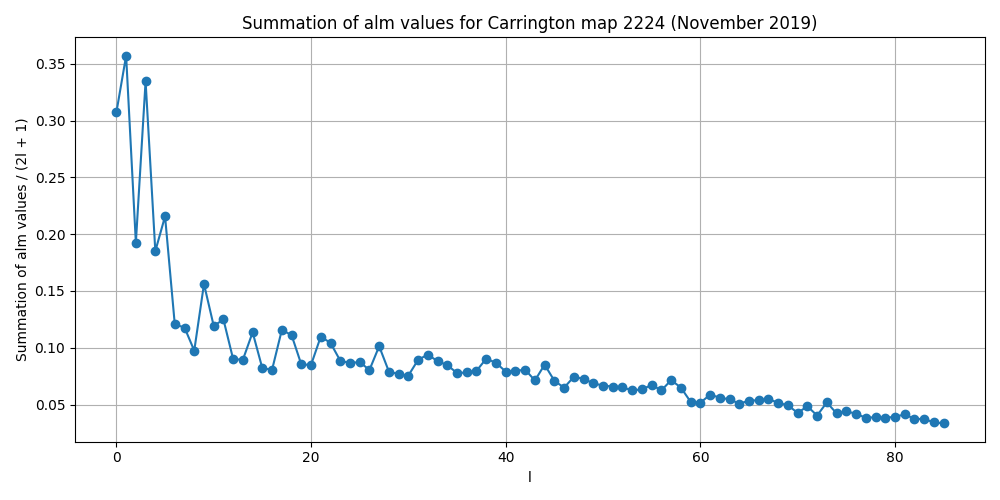 Summation of alm values for Carrington map 2224 (November 2019)
Summation of alm values / (2l + 1)
0.35
0.30
0.25
0.20
0.15
0.10
0.05
0 20 40 60 80
l